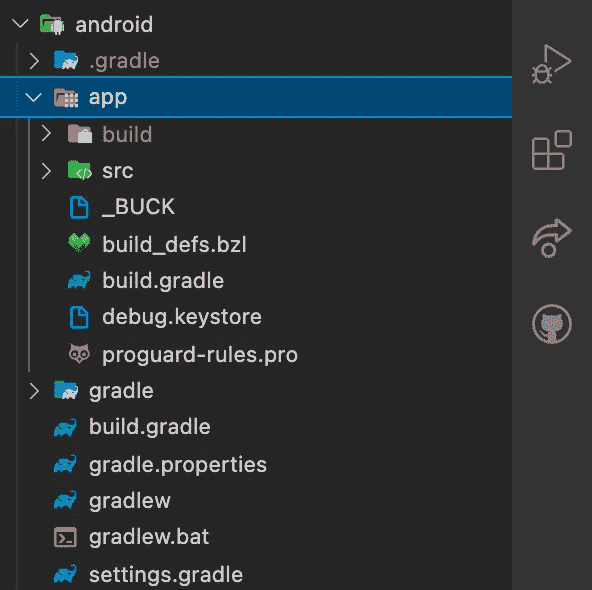 android
.gradle
app
build
src
_BUCK
build_defs.bzl
build.gradle
debug.keystore
proguard-rules.pro
gradle
build.gradle
gradle.properties
gradlew
gradlew.bat
settings.gradle